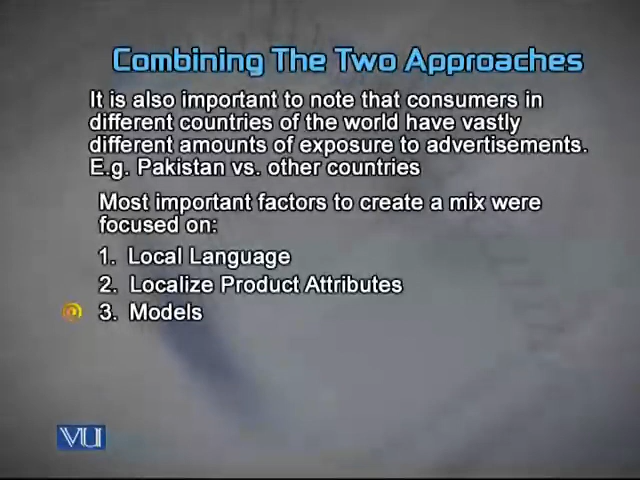 Combining The Two Approaches
It is also important to note that consumers in
different countries of the world have vastly
different amounts of exposure to advertisements.
E.g. Pakistan vs. other countries
Most important factors to create a mix were
focused on:
1. Local Language
2. Localize Product Attributes
3. Models
VU